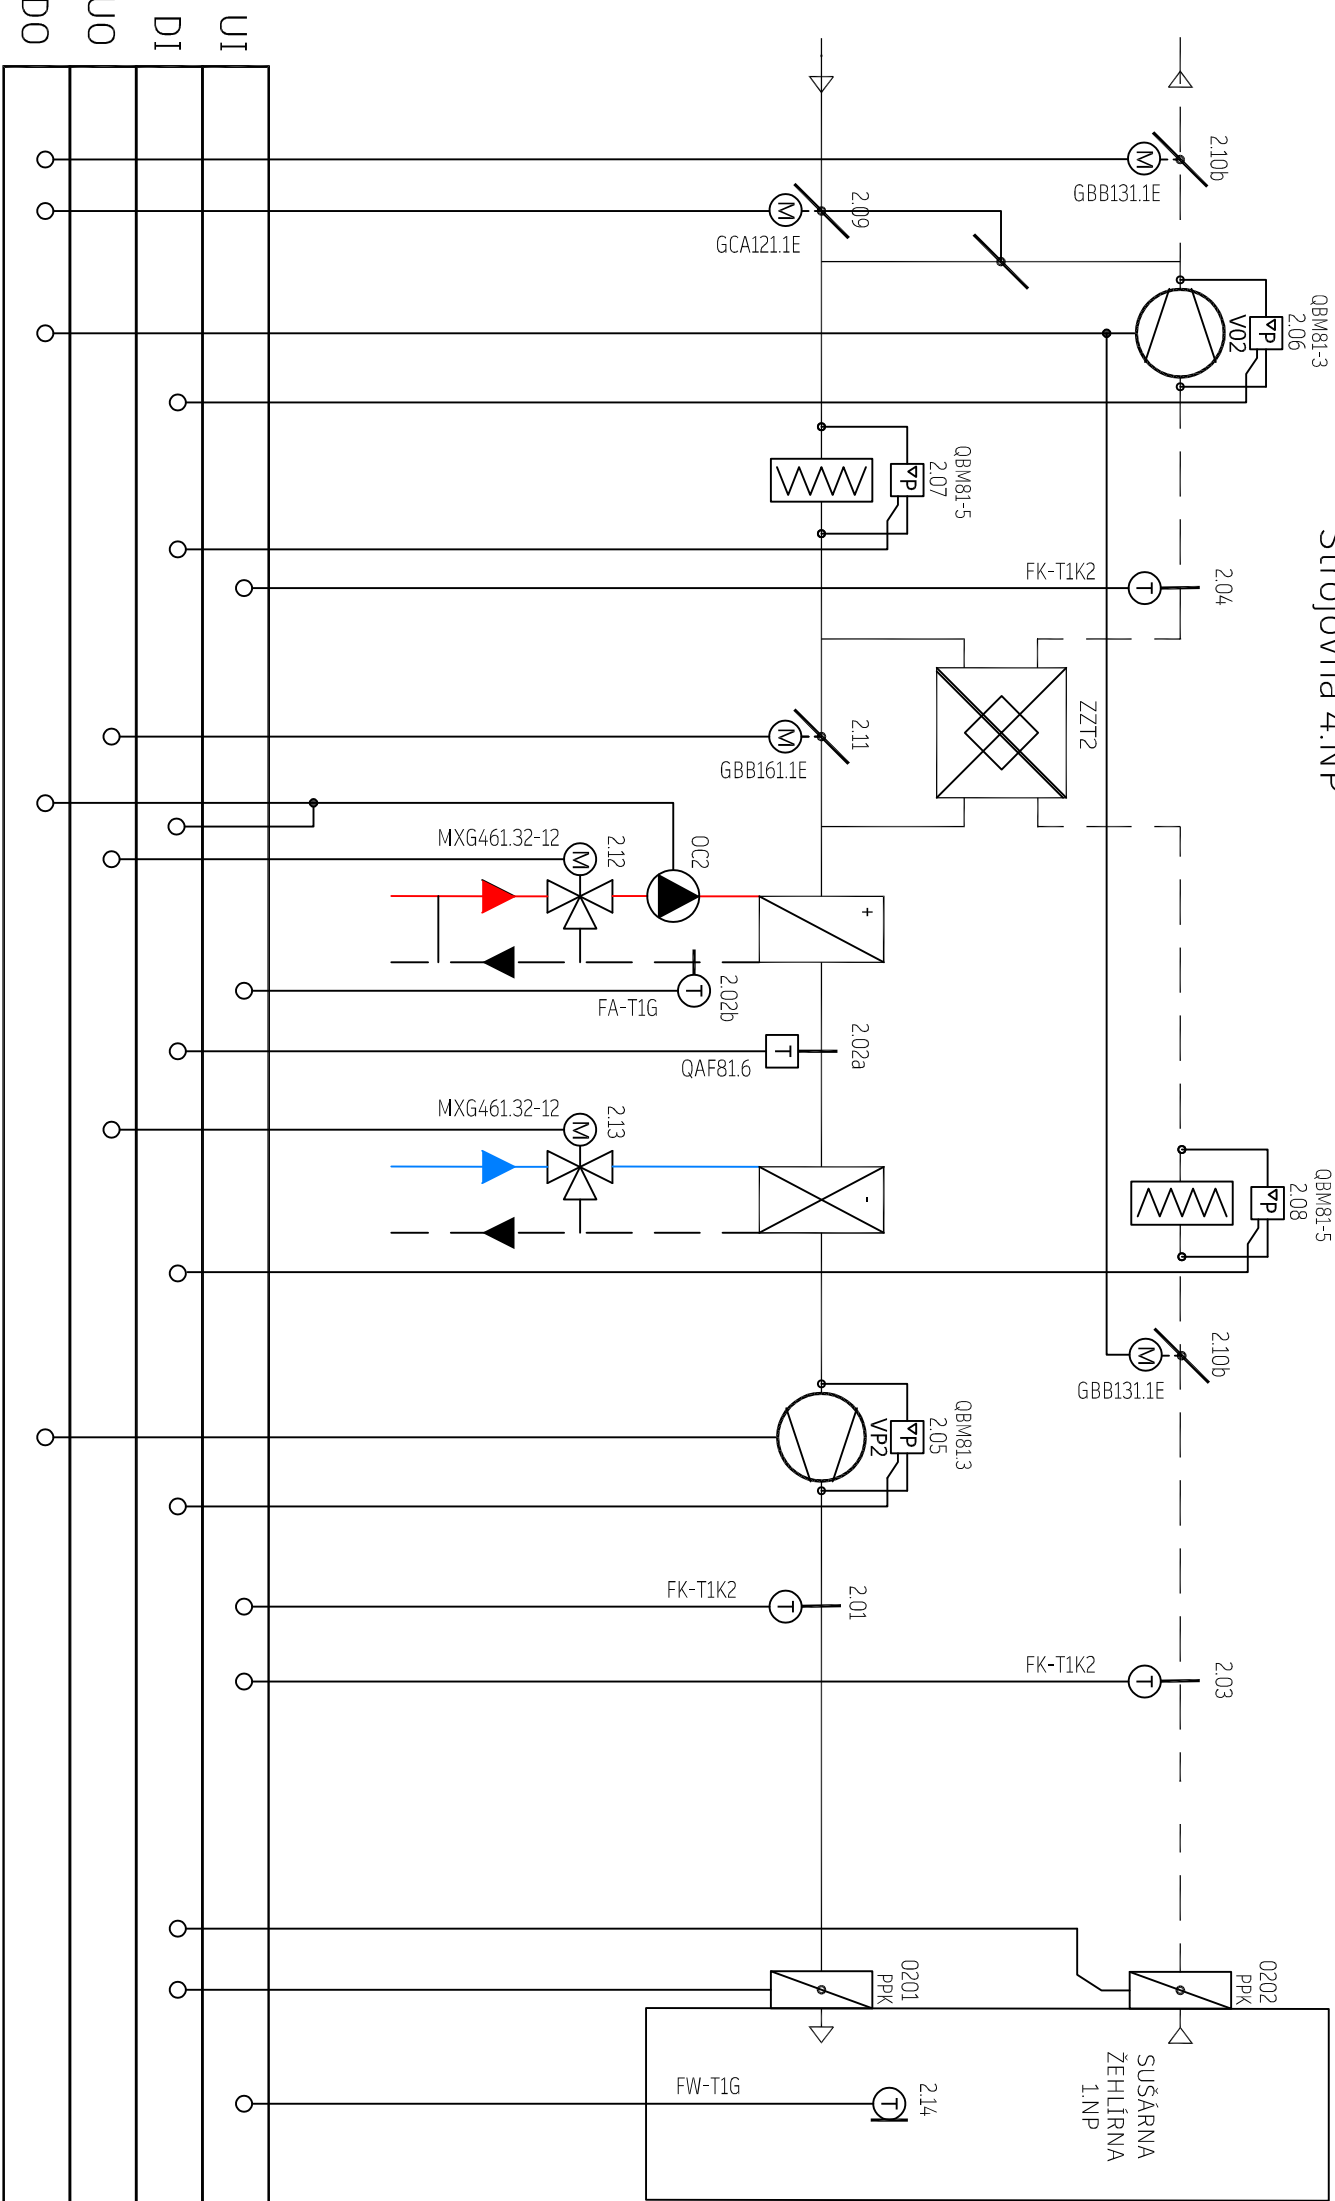 Strojovna 4.NP
QBM81-3
2.06
VO2
P
2.10b
M
GBB131.1E
2.09
M
GCA121.1E
QBM81-5
2.07
P
2.04
T
FK-T1K2
ZZT2
2.11
M
GBB161.1E
OC2
2.12
M
MXG461.32-12
+
2.02b
T
FA-T1G
2.02a
T
QAF81.6
2.13
M
MXG461.32-12
-
QBM81-5
2.08
P
2.10b
M
GBB131.1E
QBM81.3
2.05
P
VP2
2.01
T
FK-T1K2
2.03
T
FK-T1K2
0202
PPK
0201
PPK
SUŠÁRNA
ŽEHLÍRNA
1.NP
2.14
T
FW-T1G
UI
DI
UO
DO